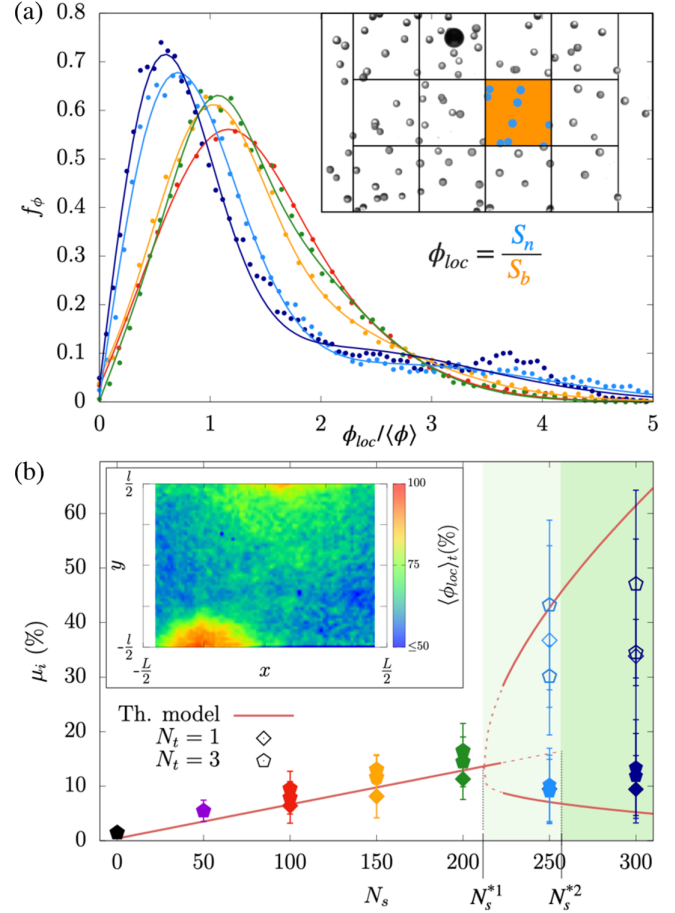 (a)
0.8
0.7
0.6
0.5
0.4
0.3
0.2
0.1
0
f_ϕ
ϕ_loc = S_n / S_b
0 1 2 3 4 5
ϕ_loc/⟨ϕ⟩
(b)
60
50
40
30
20
10
0
μ_i (%)
l/2
y
-l/2
-L/2 x L/2
100
75
≤50
⟨ϕ_loc⟩_t(%)
Th. model
N_t = 1
N_t = 3
0 50 100 150 200 250 300
N_s N_s^{*1} N_s^{*2}